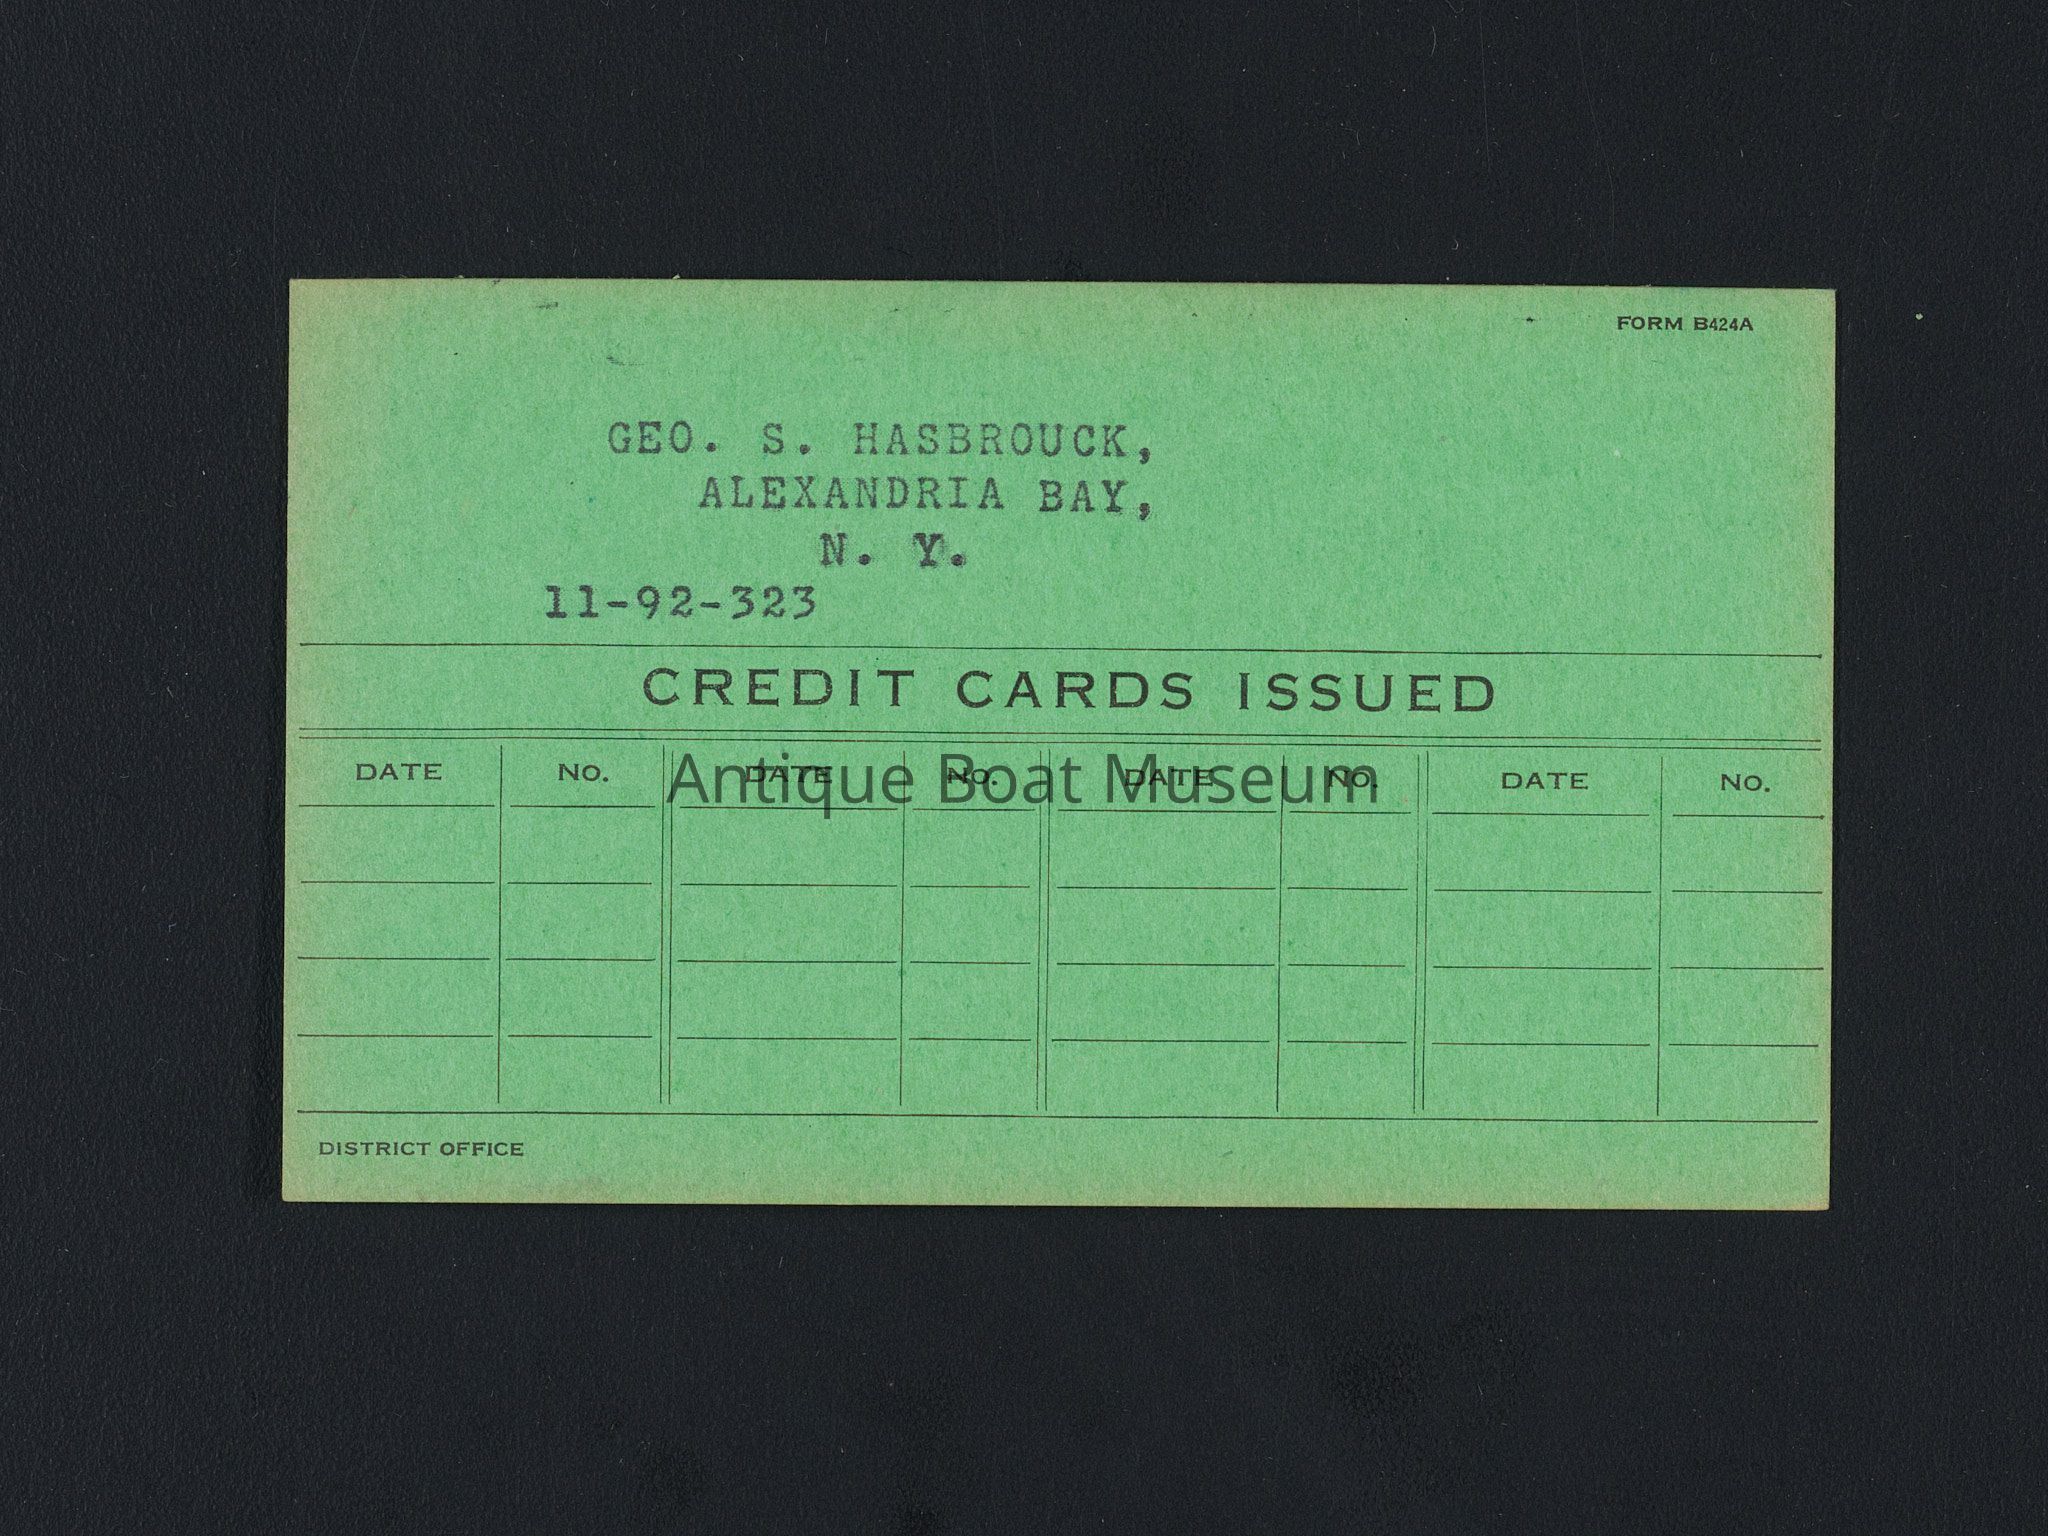 FORM B424A
GEO. S. HASBROUCK,
ALEXANDRIA BAY,
N. Y.
11-92-323
CREDIT CARDS ISSUED
DATE NO. DATE NO. DATE NO. DATE NO.
Antique Boat Museum
DISTRICT OFFICE